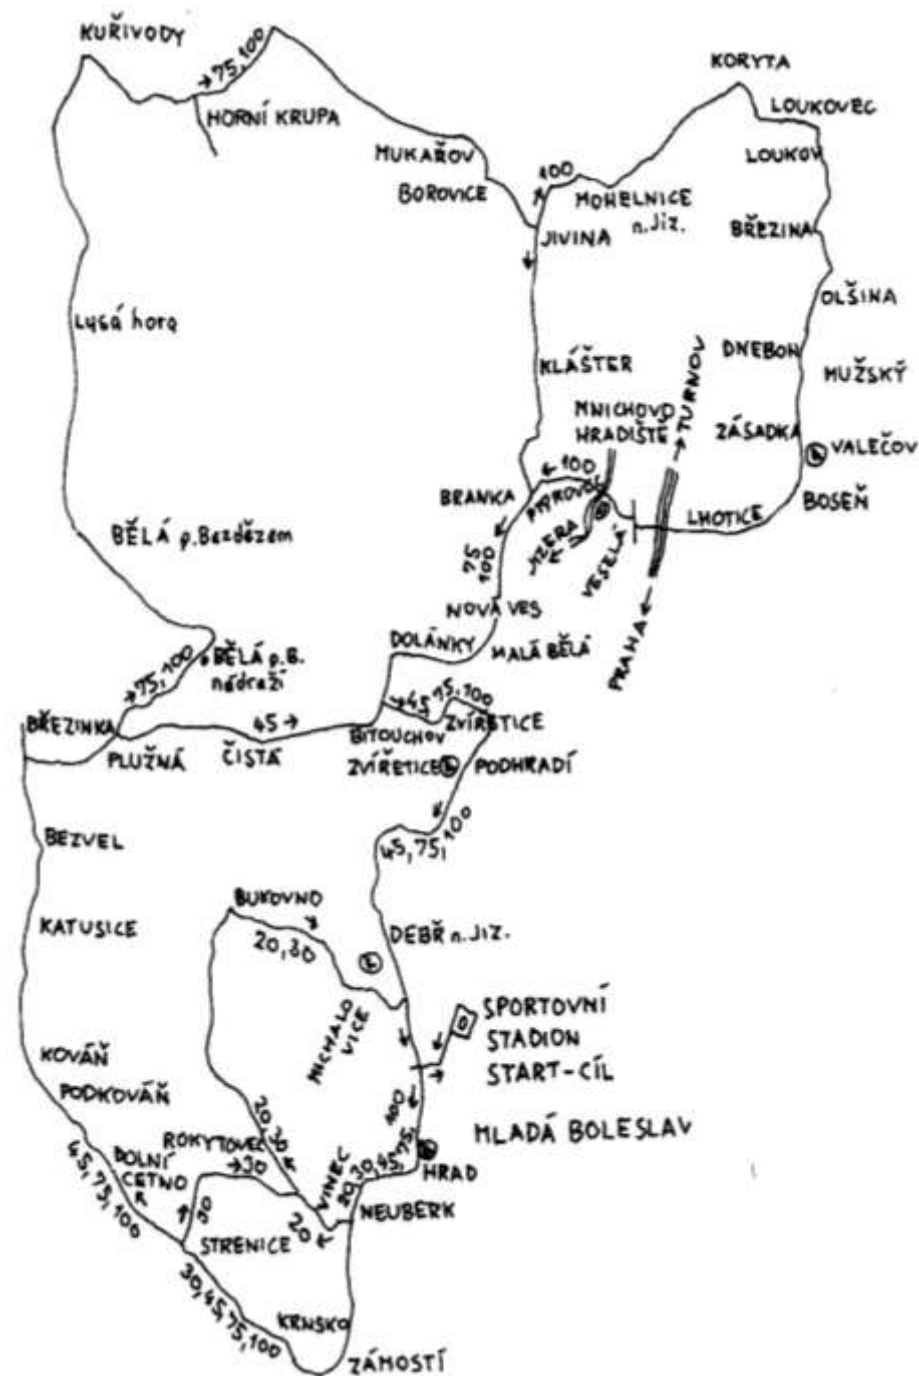 KUŘIVODY
→75,100
HORNÍ KRUPA
KORYTA
LOUKOVEC
LOUKOV
MUKAŘOV
BOROVICE
100
MOHELNICE
n. Jiz.
JIVINA
BŘEZINA
OLŠINA
Lysá hora
KLÁŠTER
DNEBOH
MUŽSKÝ
TURNOV
MNICHOVO
HRADIŠTĚ
ZÁSADKA
VALEČOV
←100
BRANKA
BOSEŇ
LHOTICE
BĚLÁ p. Bezdězem
JIZERA
VESELÁ
75
100
NOVÁ VES
PRAHA
DOLÁNKY
MALÁ BĚLÁ
BĚLÁ p.B.
nádraží
→75,100
→45,75,100
BŘEZINKA
45→
BITOUCHOV
ZVÍŘETICE
PLUŽNÁ
ČISTÁ
ZVÍŘETICE
PODHRADÍ
45,75,100
BEZVEL
BUKOVNO
KATUSICE
20,30
DEBŘ n. Jiz.
MICHALO
VICE
SPORTOVNÍ
STADION
START-CÍL
KOVÁŇ
PODKOVÁŇ
MLADÁ BOLESLAV
20,30
ROKYTOVEC
DOLNÍ
CETNO
→30
VINEC
20,30,45,75,100
HRAD
45,75,100
30
20
NEUBERK
STRENICE
30,45,75,100
KRNSKO
ZÁMOSTÍ